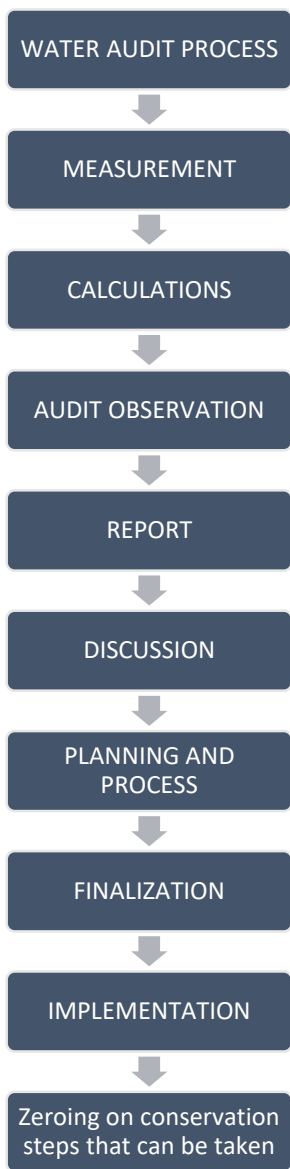 WATER AUDIT PROCESS
MEASUREMENT
CALCULATIONS
AUDIT OBSERVATION
REPORT
DISCUSSION
PLANNING AND
PROCESS
FINALIZATION
IMPLEMENTATION
Zeroing on conservation
steps that can be taken